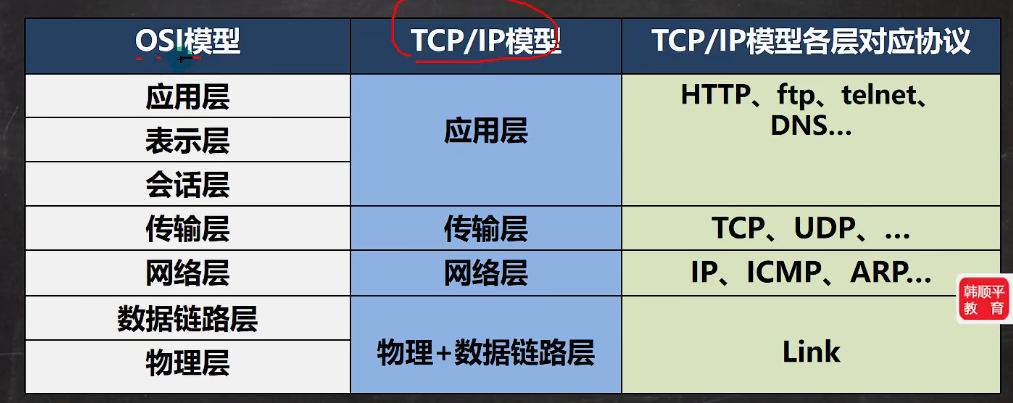 OSI模型 TCP/IP模型 TCP/IP模型各层对应协议
应用层
表示层
会话层
应用层
HTTP、ftp、telnet、
DNS...
传输层 传输层 TCP、UDP、...
网络层 网络层 IP、ICMP、ARP...
数据链路层
物理层
物理+数据链路层
Link
韩顺平
教育